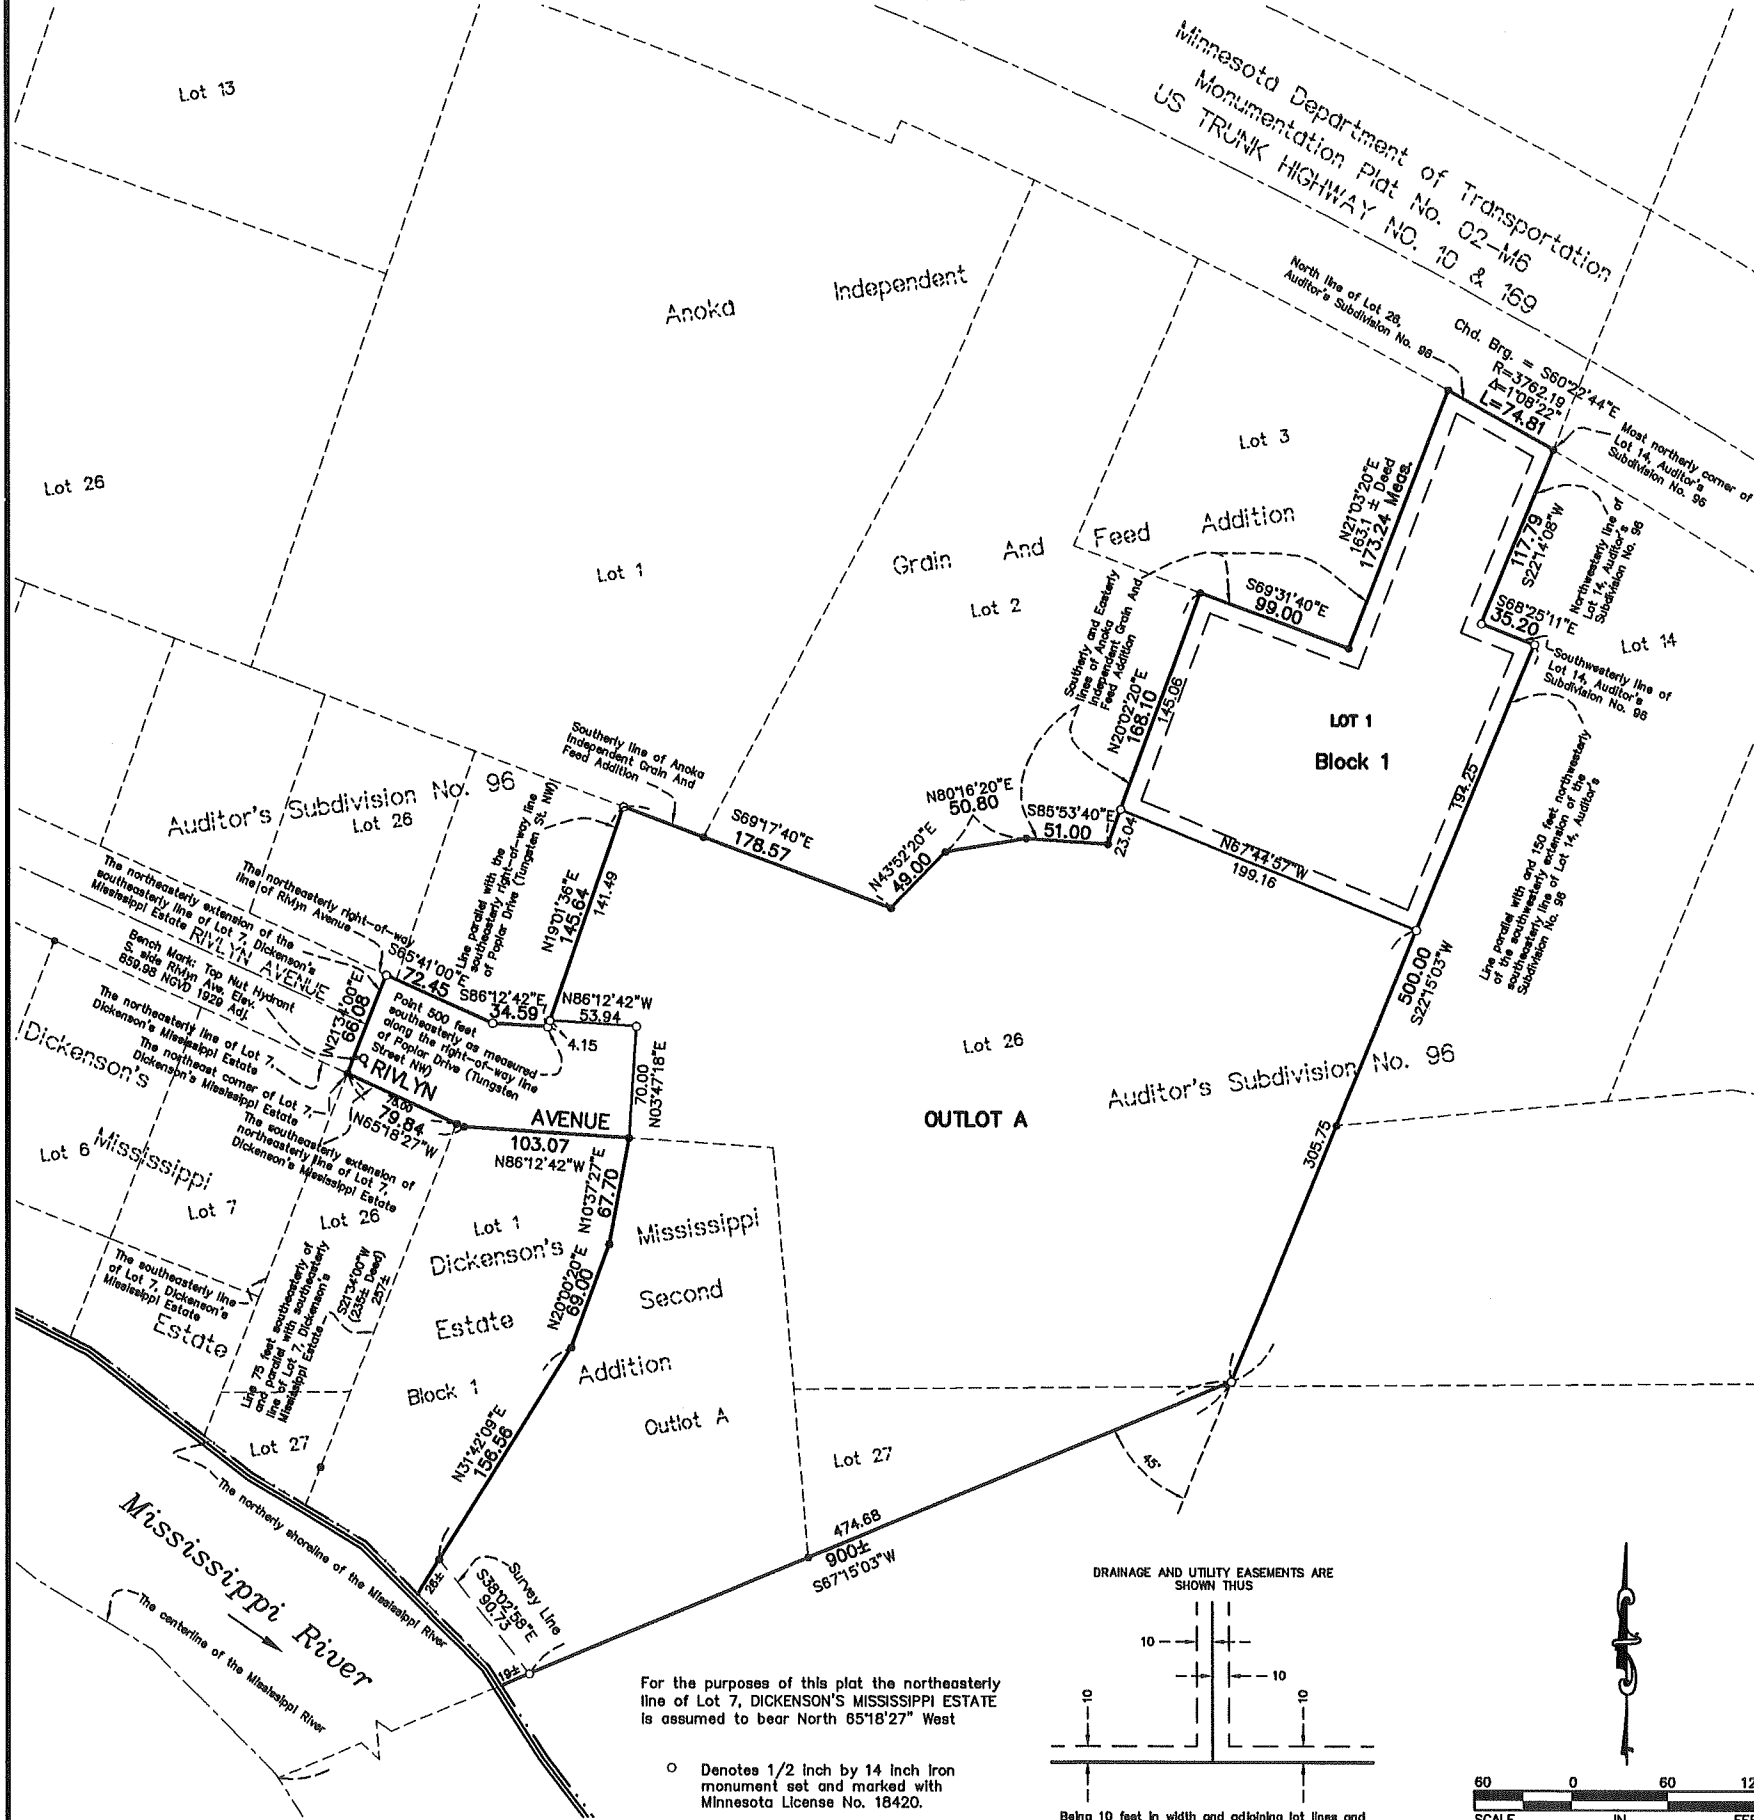 Lot 13
Minnesota Department of Transportation
Monumentation Plat No. 02-M6
US TRUNK HIGHWAY NO. 10 & 169
Anoka Independent
North line of Lot 26,
Auditor's Subdivision No. 96
Chd. Brg. = S60°22'44"E
R=3762.19
Δ=1°08'22"
L=74.81
Most northerly corner of
Lot 14, Auditor's
Subdivision No. 96
Lot 3
Lot 26
N21°03'20"E
163.1 ± Deed
173.24 Meas.
117.79
S22°14'08"W
Northwesterly line of
Lot 14, Auditor's
Subdivision No. 96
Grain And Feed Addition
Lot 1
Lot 2
S69°31'40"E
99.00
S68°25'11"E
35.20
Lot 14
Southwesterly line of
Lot 14, Auditor's
Subdivision No. 96
Southerly and Easterly
lines of Anoka
Independent Grain And
Feed Addition
N20°02'20"E
168.10
145.06
LOT 1
Block 1
194.25
Line parallel with and 150 feet northwesterly
of the southwesterly extension of the
southeasterly line of Lot 14, Auditor's
Subdivision No. 96
Southerly line of Anoka
Independent Grain And
Feed Addition
Auditor's Subdivision No. 96
Lot 26
S69°17'40"E
178.57
N43°52'20"E
49.00
N80°16'20"E
50.80
S85°53'40"E
51.00
23.04
N67°44'57"W
199.16
500.00
S22°15'03"W
Line parallel with the
southeasterly right-of-way line
of Poplar Drive (Tungsten St. NW)
N19°01'36"E
145.64
141.49
The northeasterly right-of-way
line of Rivlyn Avenue
The northeasterly extension of the
southeasterly line of Lot 7, Dickenson's
Mississippi Estate
RIVLYN AVENUE
Bench Mark: Top Nut Hydrant
S. side Rivlyn Ave. Elev.
859.98 NGVD 1929 Adj.
The northeasterly line of Lot 7,
Dickenson's Mississippi Estate
The northeast corner of Lot 7,
Dickenson's Mississippi Estate
The southeasterly extension of
northeasterly line of Lot 7,
Dickenson's Mississippi Estate
N21°34'00"E
66.08
S65°41'00"E
72.45
S86°12'42"E
34.59
N86°12'42"W
53.94
4.15
Point 500 feet
southeasterly as measured
along the right-of-way line
of Poplar Drive (Tungsten
Street NW)
RIVLYN
AVENUE
75.00
79.84
N65°18'27"W
103.07
N86°12'42"W
70.00
N03°47'18"E
Lot 26
Auditor's Subdivision No. 96
OUTLOT A
305.75
Dickenson's
Mississippi
Estate
Lot 6
Lot 7
Lot 26
The southeasterly line
of Lot 7, Dickenson's
Mississippi Estate
Line 75 feet southeasterly of
and parallel with southeasterly
line of Lot 7, Dickenson's
Mississippi Estate
S21°34'00"W
(235± Deed)
257±
Lot 1
Dickenson's Mississippi
Estate Second
Addition
Block 1
Outlot A
N10°37'27"E
67.70
N20°00'20"E
69.00
N31°42'09"E
156.56
Lot 27
Lot 27
45°
474.68
900±
S67°15'03"W
26±
Survey Line
S38°02'58"E
90.73
19±
The northerly shoreline of the Mississippi River
Mississippi River
The centerline of the Mississippi River
For the purposes of this plat the northeasterly
line of Lot 7, DICKENSON'S MISSISSIPPI ESTATE
is assumed to bear North 65°18'27" West
Denotes 1/2 inch by 14 inch iron
monument set and marked with
Minnesota License No. 18420.
DRAINAGE AND UTILITY EASEMENTS ARE
SHOWN THUS
10
10
10
10
Being 10 feet in width and adjoining lot lines and
60 0 60
SCALE IN